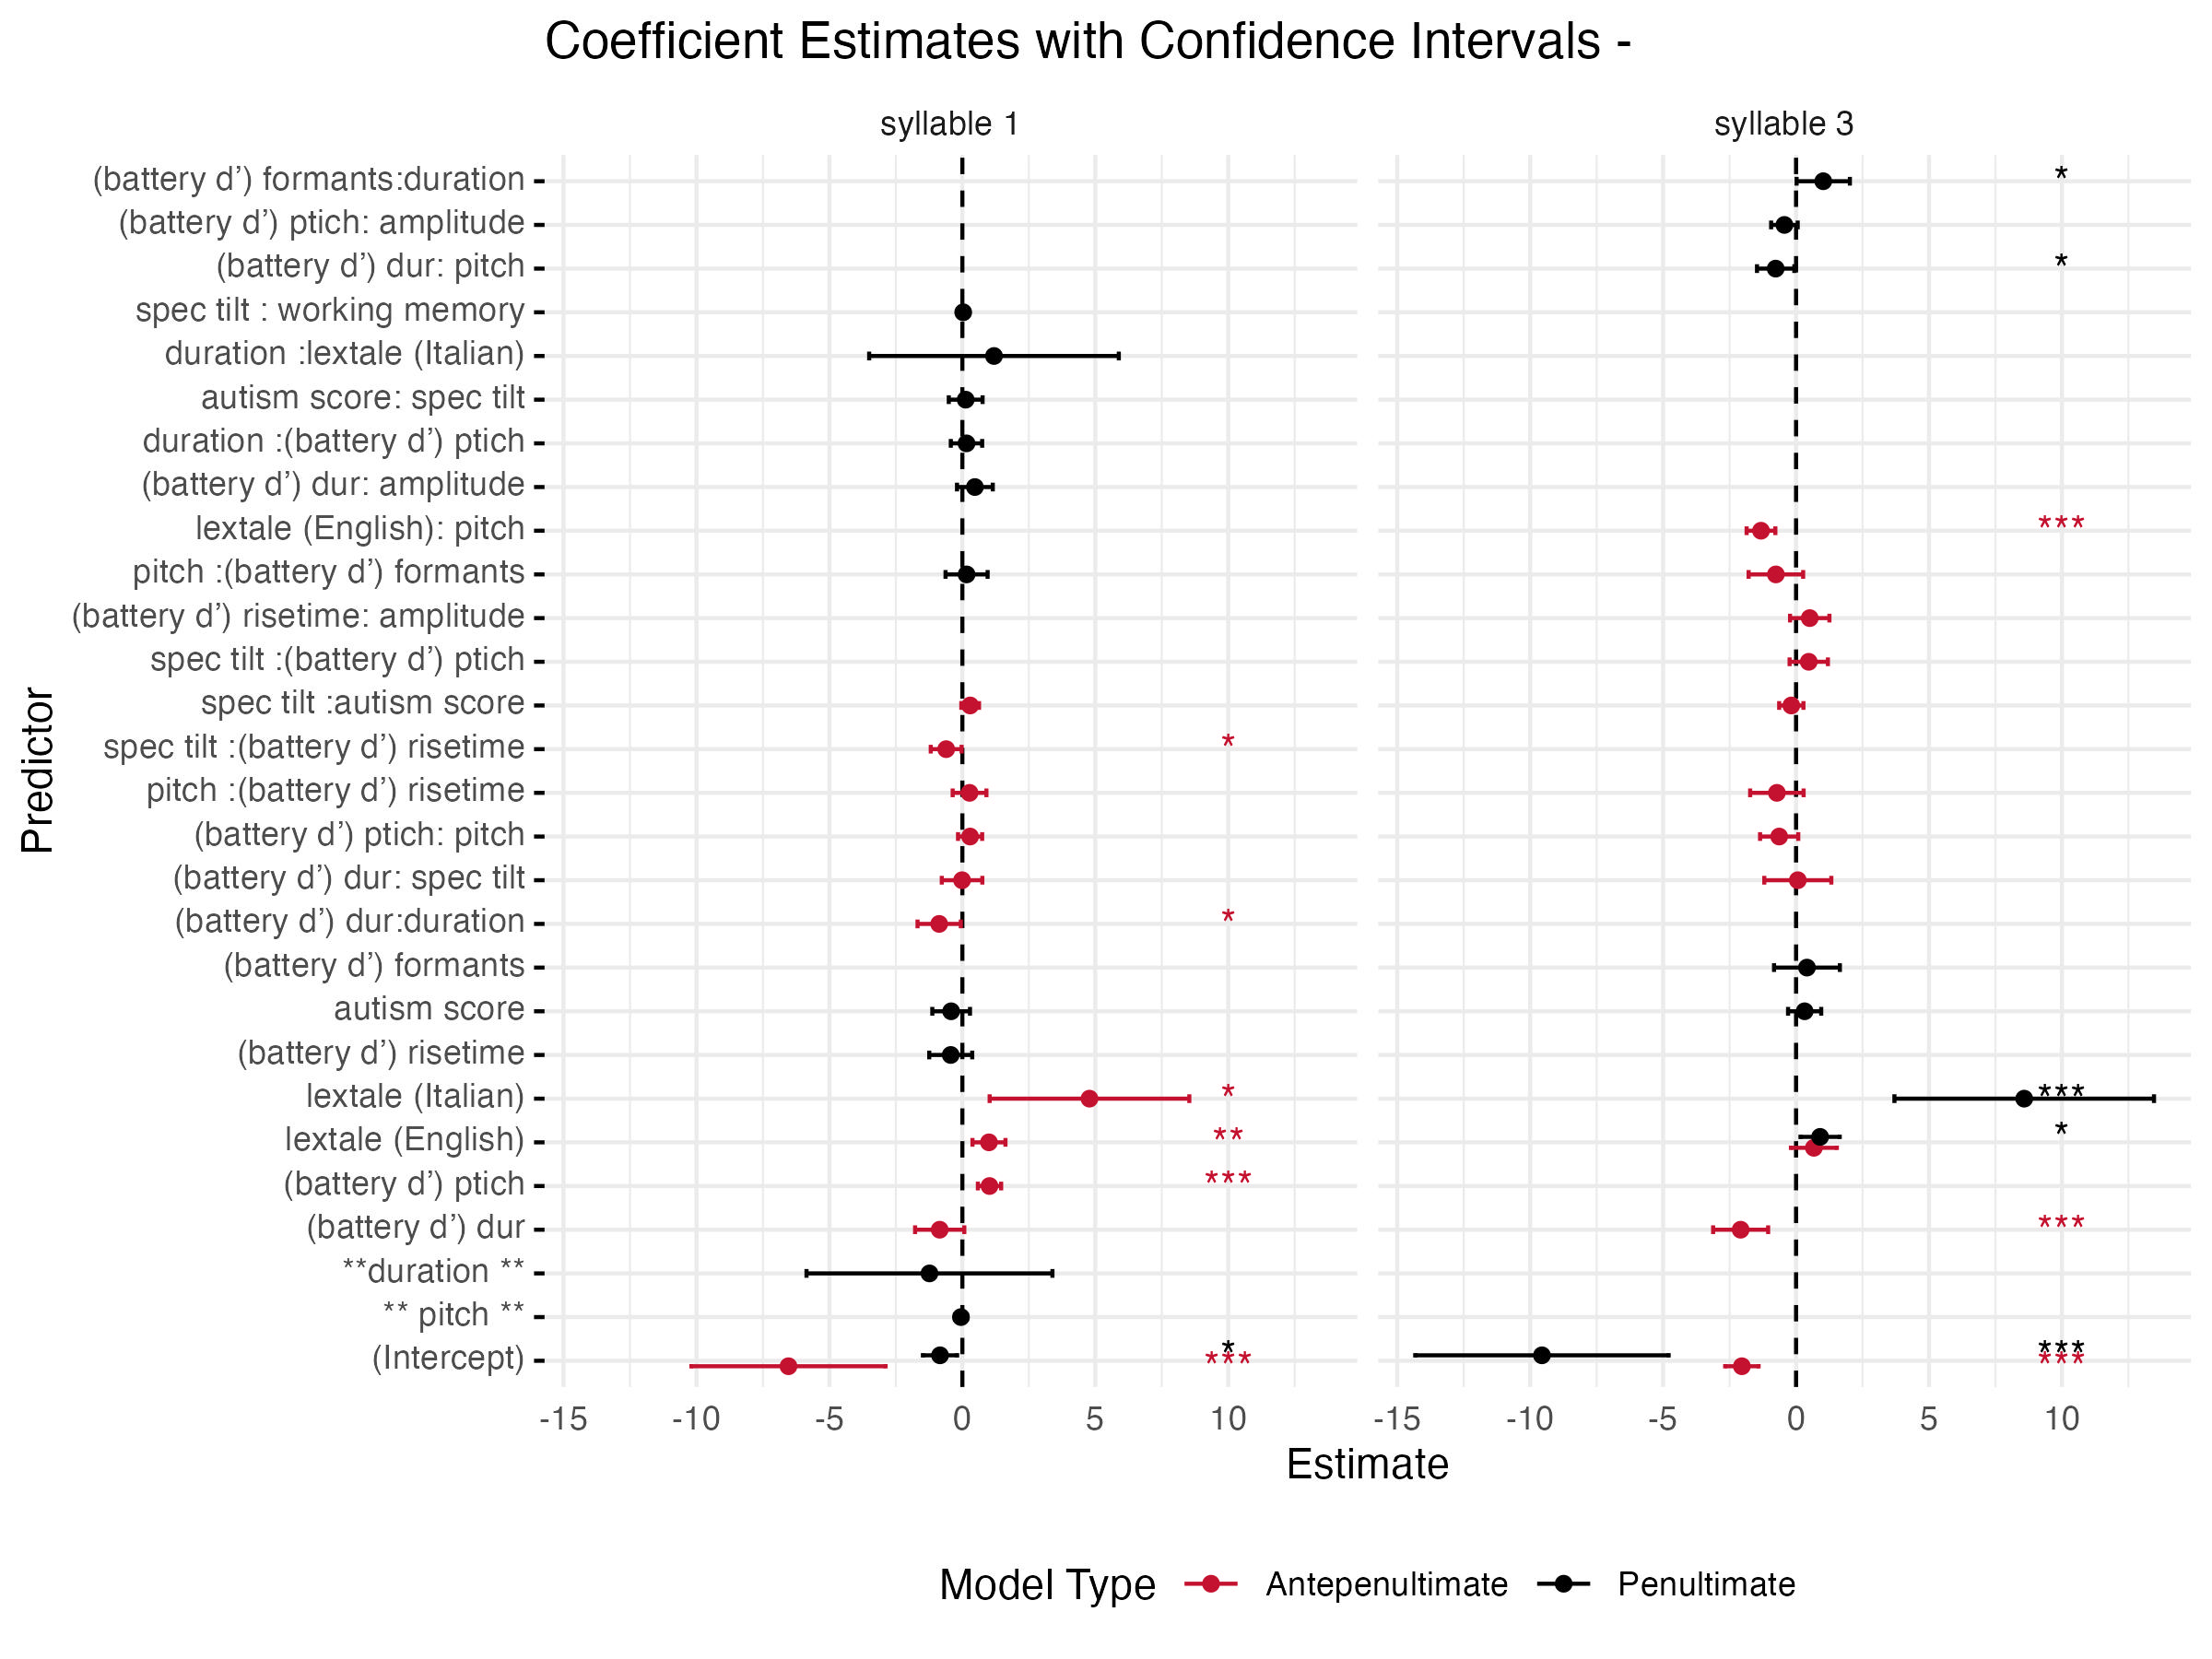 Coefficient Estimates with Confidence Intervals -
syllable 1
syllable 3
Predictor
(battery d’) formants:duration
*
(battery d’) ptich: amplitude
(battery d’) dur: pitch
*
spec tilt : working memory
duration :lextale (Italian)
autism score: spec tilt
duration :(battery d’) ptich
(battery d’) dur: amplitude
lextale (English): pitch
***
pitch :(battery d’) formants
(battery d’) risetime: amplitude
spec tilt :(battery d’) ptich
spec tilt :autism score
spec tilt :(battery d’) risetime
*
pitch :(battery d’) risetime
(battery d’) ptich: pitch
(battery d’) dur: spec tilt
(battery d’) dur:duration
*
(battery d’) formants
autism score
(battery d’) risetime
lextale (Italian)
*
***
lextale (English)
**
*
(battery d’) ptich
***
(battery d’) dur
***
**duration **
** pitch **
(Intercept)
*
***
***
***
-15 -10 -5 0 5 10
-15 -10 -5 0 5 10
Estimate
Model Type Antepenultimate Penultimate